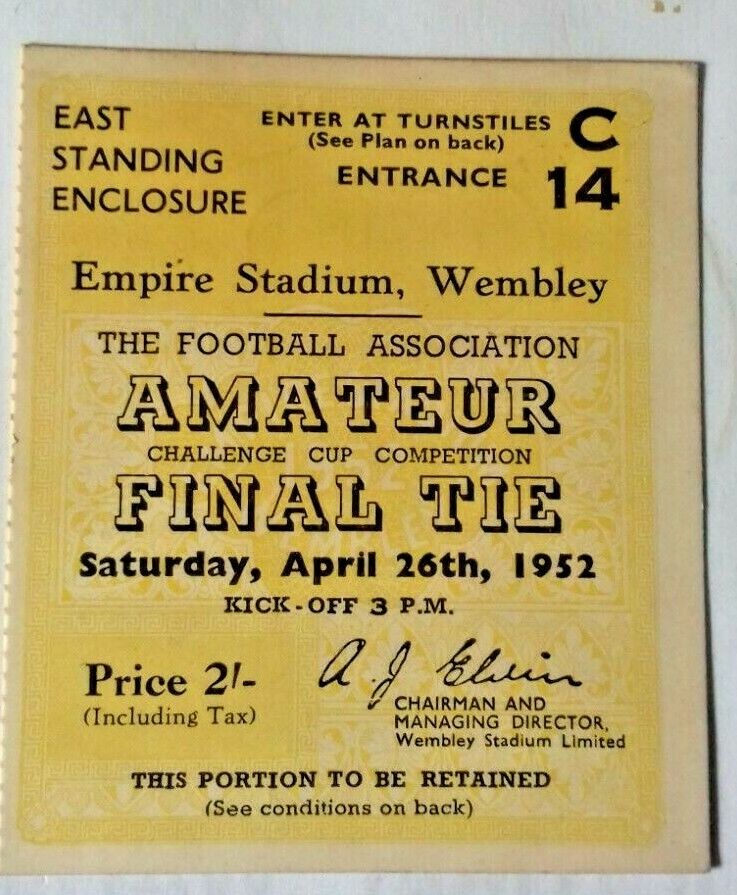 EAST
STANDING
ENCLOSURE
ENTER AT TURNSTILES C
(See Plan on back)
ENTRANCE 14
Empire Stadium, Wembley
THE FOOTBALL ASSOCIATION
AMATEUR
CHALLENGE CUP COMPETITION
FINAL TIE
Saturday, April 26th, 1952
KICK-OFF 3 P.M.
Price 2/-
(Including Tax)
A. J. Elvin
CHAIRMAN AND
MANAGING DIRECTOR,
Wembley Stadium Limited
THIS PORTION TO BE RETAINED
(See conditions on back)